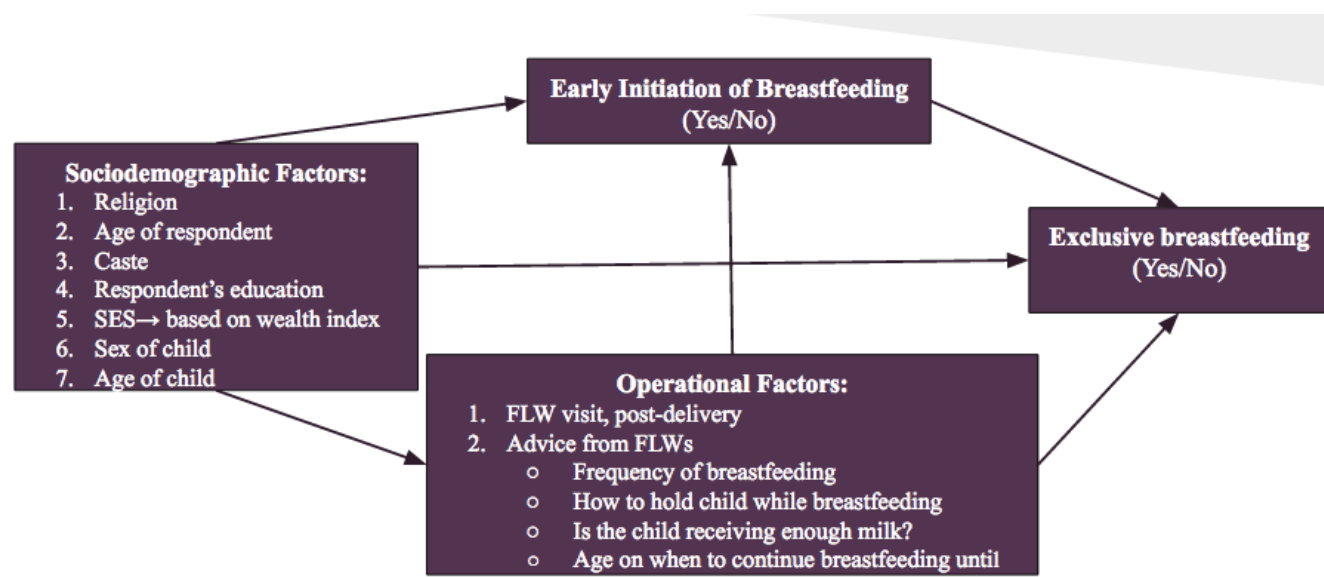 Early Initiation of Breastfeeding
(Yes/No)
Sociodemographic Factors:
1. Religion
2. Age of respondent
3. Caste
4. Respondent’s education
5. SES→ based on wealth index
6. Sex of child
7. Age of child
Exclusive breastfeeding
(Yes/No)
Operational Factors:
1. FLW visit, post-delivery
2. Advice from FLWs
○ Frequency of breastfeeding
○ How to hold child while breastfeeding
○ Is the child receiving enough milk?
○ Age on when to continue breastfeeding until